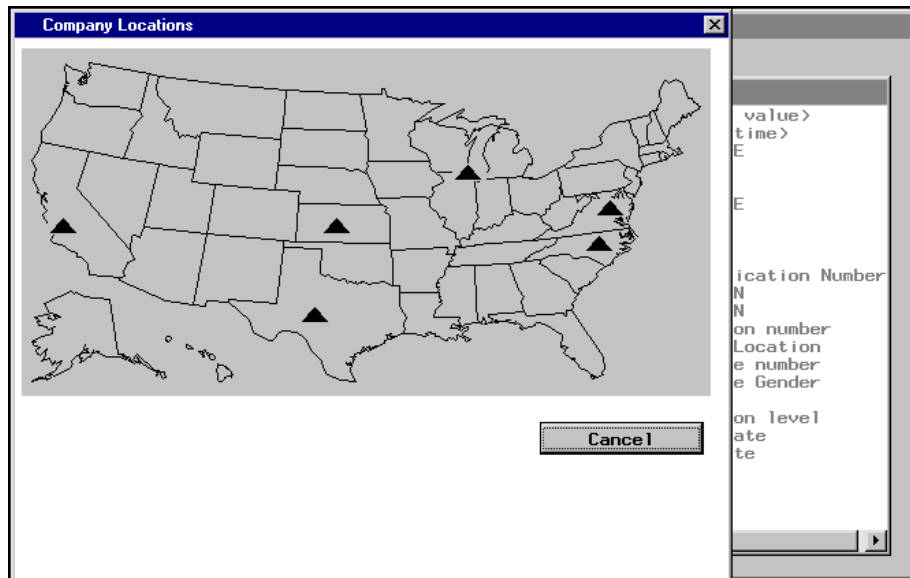 Company Locations
value>
time>
E
E
ication Number
N
N
on number
Location
e number
e Gender
on level
ate
te
Cancel